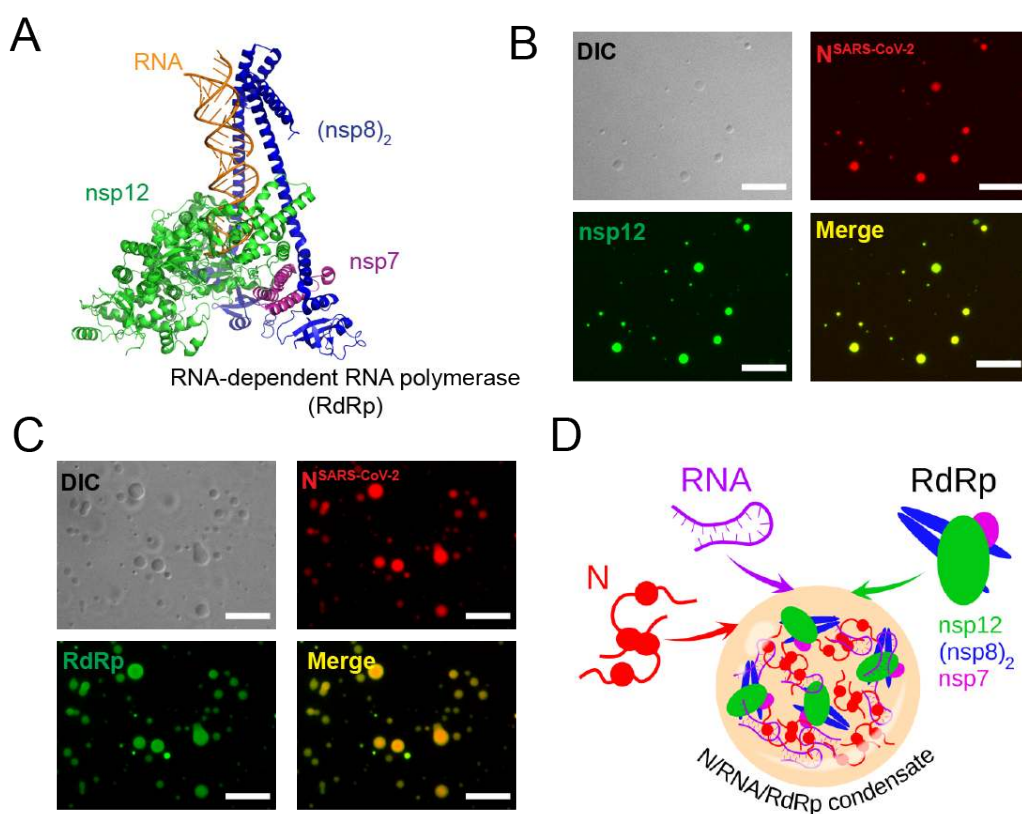 A
RNA
(nsp8)2
nsp12
nsp7
RNA-dependent RNA polymerase
(RdRp)
B
DIC
NSARS-CoV-2
nsp12
Merge
C
DIC
NSARS-CoV-2
RdRp
Merge
D
RNA
RdRp
N
nsp12
(nsp8)2
nsp7
N/RNA/RdRp condensate